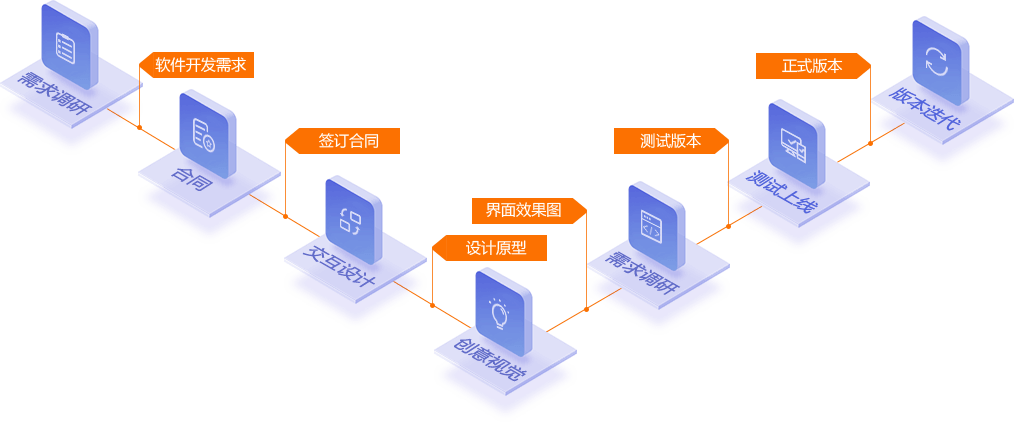 需求调研
软件开发需求
合同
签订合同
交互设计
设计原型
创意视觉
界面效果图
需求调研
测试版本
测试上线
正式版本
版本迭代